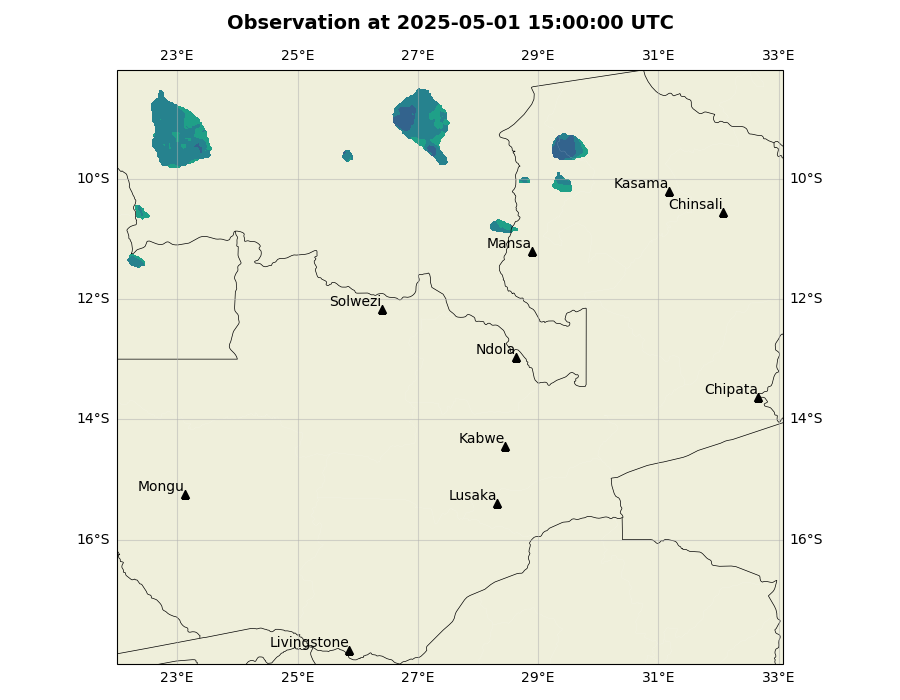 Observation at 2025-05-01 15:00:00 UTC
23°E 25°E 27°E 29°E 31°E 33°E
10°S 10°S
Kasama
Chinsali
Mansa
12°S 12°S
Solwezi
Ndola
Chipata
14°S 14°S
Kabwe
Mongu
Lusaka
16°S 16°S
Livingstone
23°E 25°E 27°E 29°E 31°E 33°E